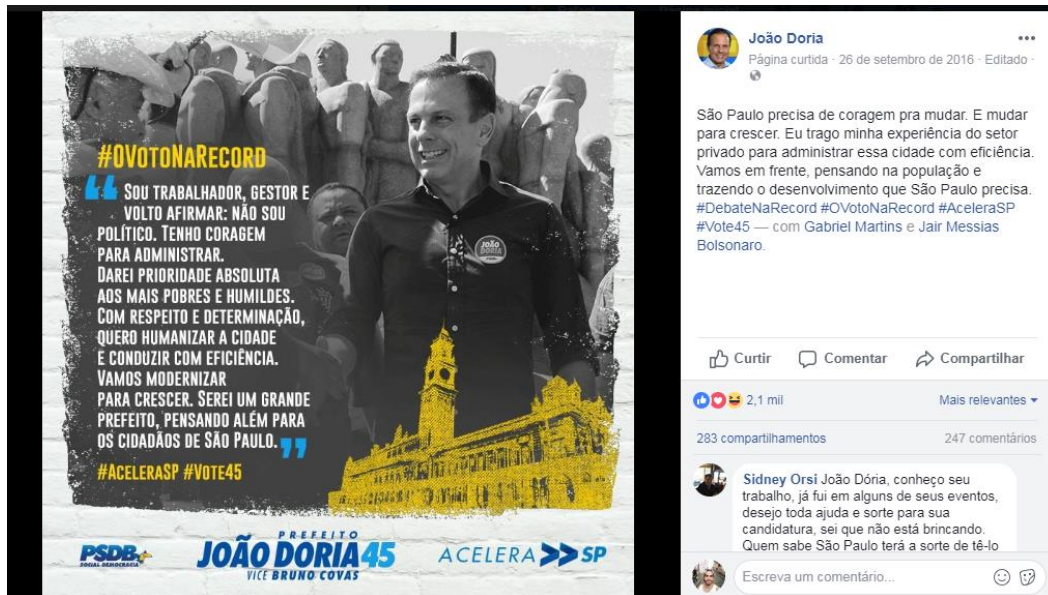 #OVotoNaRecord
“ Sou trabalhador, gestor e
volto afirmar: não sou
político. Tenho coragem
para administrar.
Darei prioridade absoluta
aos mais pobres e humildes.
Com respeito e determinação,
quero humanizar a cidade
e conduzir com eficiência.
Vamos modernizar
para crescer. Serei um grande
prefeito, pensando além para
os cidadãos de São Paulo. ”
#AceleraSP #Vote45
João
Doria
PSDB
SOCIAL DEMOCRACIA
PREFEITO
JOÃO DORIA 45
VICE BRUNO COVAS
ACELERA SP
João Doria
Página curtida · 26 de setembro de 2016 · Editado ·
São Paulo precisa de coragem pra mudar. E mudar
para crescer. Eu trago minha experiência do setor
privado para administrar essa cidade com eficiência.
Vamos em frente, pensando na população e
trazendo o desenvolvimento que São Paulo precisa.
#DebateNaRecord #OVotoNaRecord #AceleraSP
#Vote45 — com Gabriel Martins e Jair Messias
Bolsonaro.
Curtir Comentar Compartilhar
2,1 mil Mais relevantes
283 compartilhamentos 247 comentários
Sidney Orsi João Dória, conheço seu
trabalho, já fui em alguns de seus eventos,
desejo toda ajuda e sorte para sua
candidatura, sei que não está brincando.
Quem sabe São Paulo terá a sorte de tê-lo
Escreva um comentário...